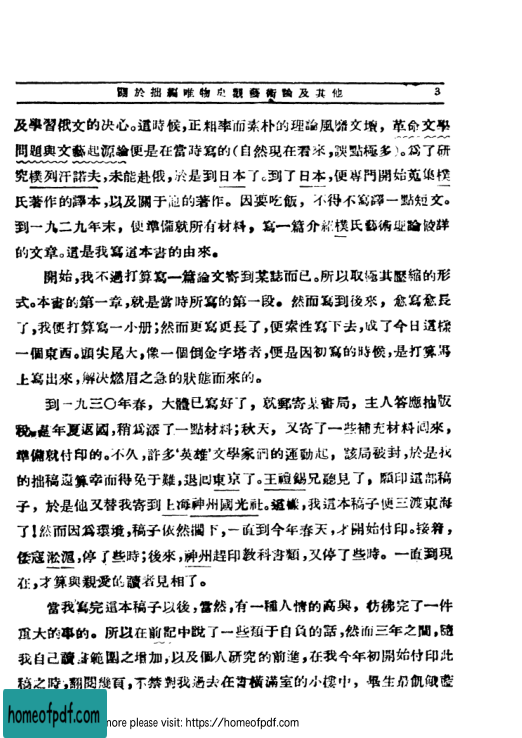 關於拙編唯物史觀藝術論及其他 3
及學習俄文的决心。這時候,正粗率而素朴的理論風靡文壇,革命文學
問題與文藝起源論便是在當時寫的(自然現在看來,誤點極多)。爲了研
究樸列汗諾夫,未能赴俄,於是到日本了。到了日本,便專門開始蒐集樸
氏著作的譯本,以及關于他的著作。因要吃飯,不得不寫譯一點短文。
到一九二九年末,便準備就所有材料,寫一篇介紹樸氏藝術理論較詳
的文章。這是我寫這本書的由來。
開始,我不過打算寫一篇論文寄到某誌而已。所以取極其壓縮的形
式。本書的第一章,就是當時所寫的第一段。然而寫到後來,愈寫愈長
了,我便打算寫一小册;然而更寫更長了,便索性寫下去,成了今日這樣
一個東西。頭尖尾大,像一個倒金字塔者,便是因初寫的時候,是打算馬
上寫出來,解决燃眉之急的狀態而來的。
到一九三〇年春,大體已寫好了,就郵寄某書局,主人答應抽版
稅。是年夏返國,稍爲添了一點材料;秋天,又寄了一些補充材料回來,
準備就付印的。不久,許多‘英雄’文學家們的運動起,該局被封,於是我
的拙稿還算幸而得免于難,退回東京了。王禮錫兄聽見了,願印這部稿
子,於是他又替我寄到上海神州國光社。這樣,我這本稿子便三渡東海
了!然而因爲環境,稿子依然擱下,一直到今年春天,才開始付印。接着,
倭寇淞滬,停了些時;後來,神州趕印教科書類,又停了些時。一直到現
在,才算與親愛的讀者見相了。
當我寫完這本稿子以後,當然,有一種人情的高興,彷彿完了一件
重大的事的。所以在前記中說了一些類于自負的話,然而三年之間,隨
我自己讀書範圍之增加,以及個人研究的前進,在我今年初開始付印此
稿之時,翻閱幾頁,不禁對我過去在書橫滿室的小樓中,
homeofpdf.com
more please visit: https://homeofpdf.com